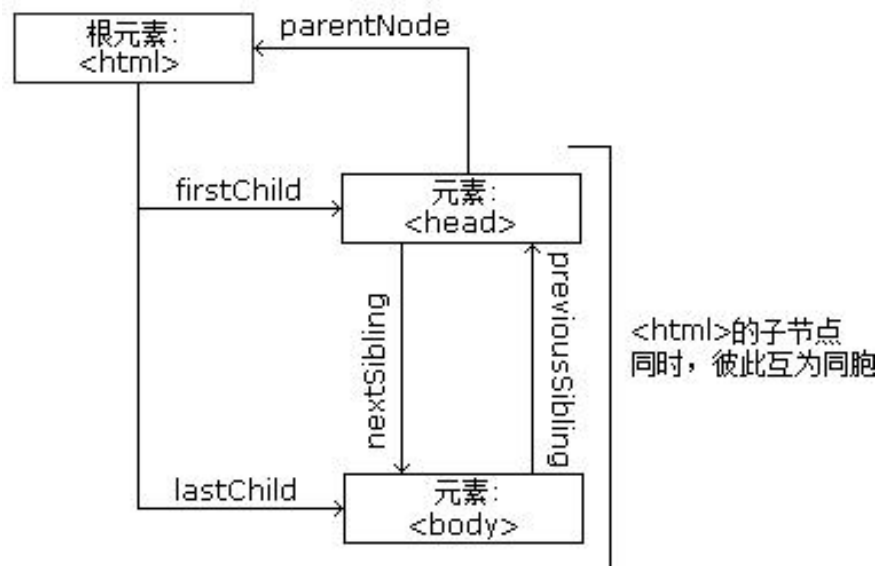 根元素:
<html>
parentNode
firstChild
元素:
<head>
nextSibling
previousSibling
<html>的子节点
同时，彼此互为同胞
lastChild
元素:
<body>